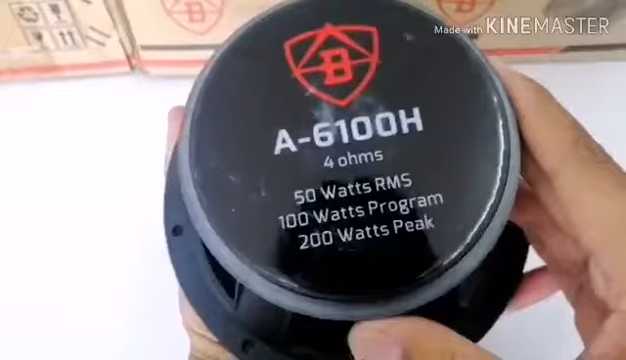 Made with KINEMASTER
B
A-6100H
4 ohms
50 Watts RMS
100 Watts Program
200 Watts Peak